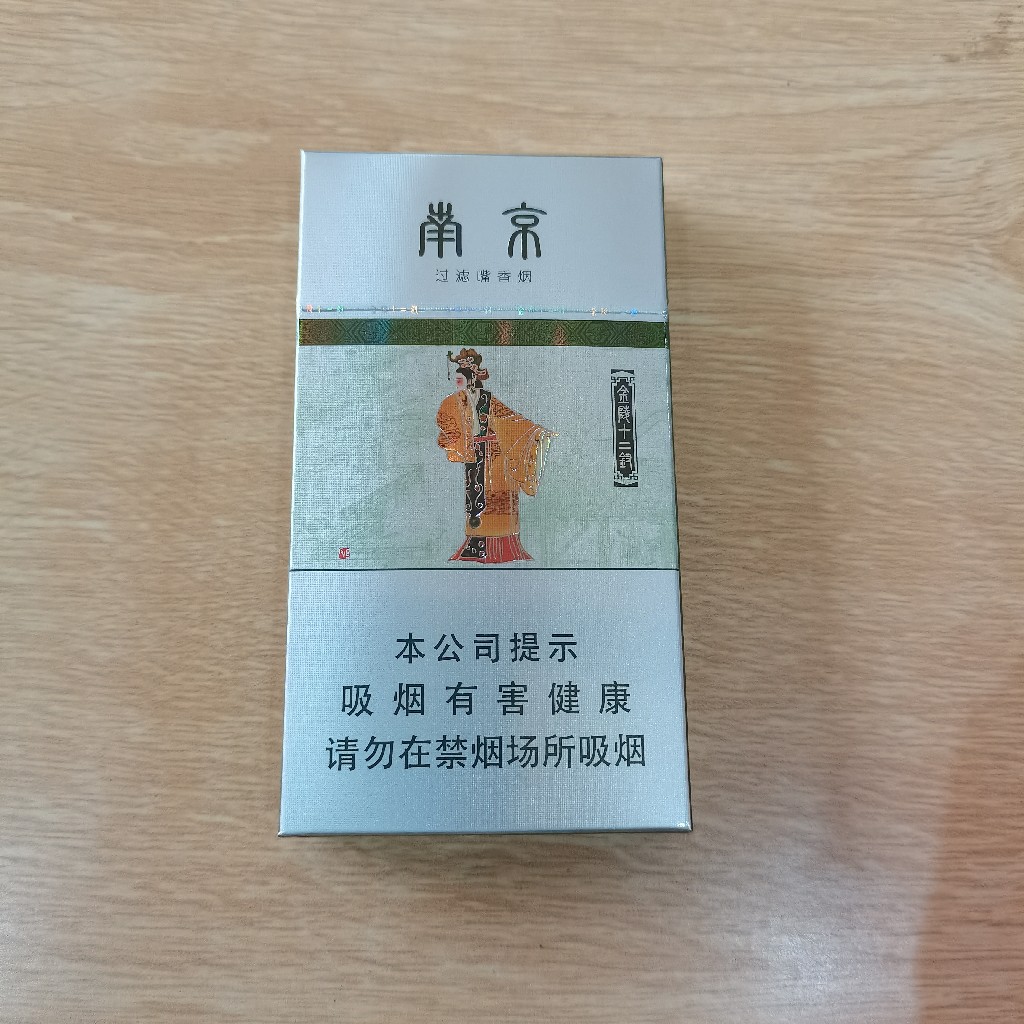 南京
过滤嘴香烟
金陵十二钗
本公司提示
吸烟有害健康
请勿在禁烟场所吸烟